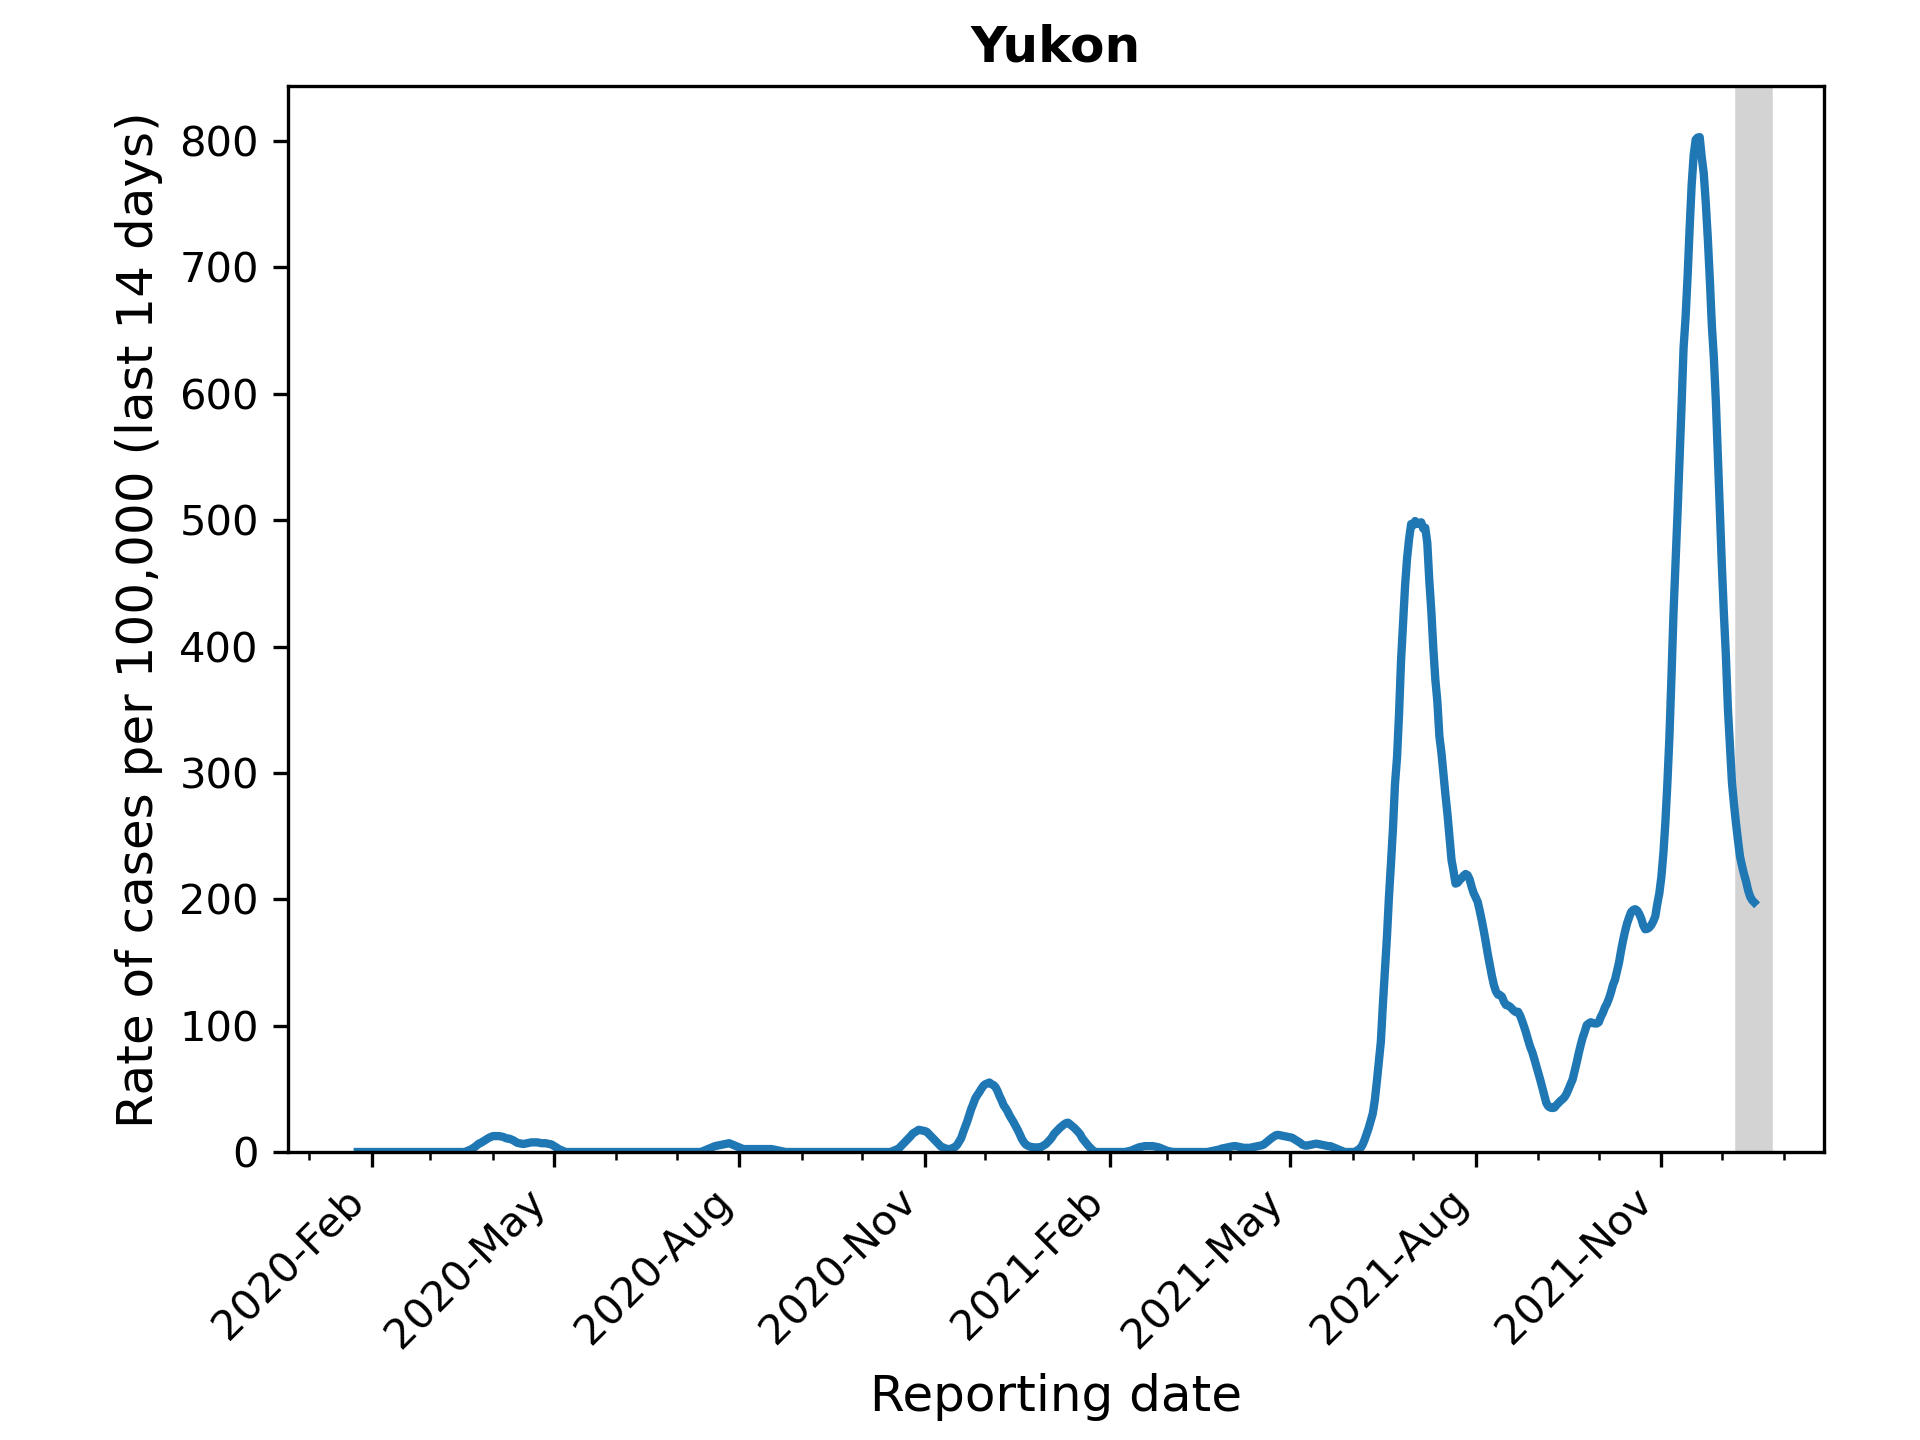 Yukon
Rate of cases per 100,000 (last 14 days)
800
700
600
500
400
300
200
100
0
2020-Feb
2020-May
2020-Aug
2020-Nov
2021-Feb
2021-May
2021-Aug
2021-Nov
Reporting date